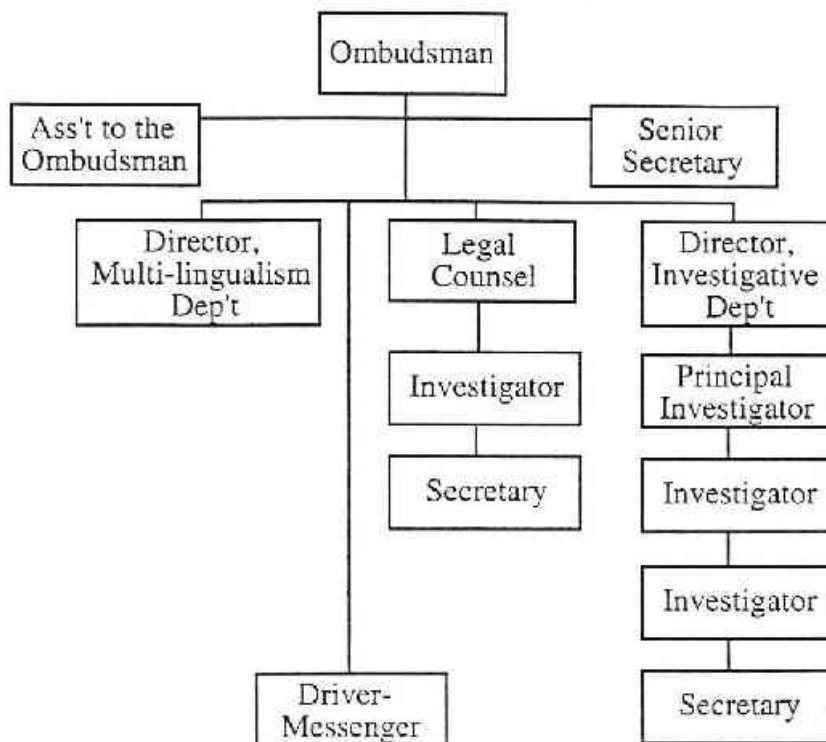 Ombudsman
Ass't to the
Ombudsman
Senior
Secretary
Director,
Multi-lingualism
Dep't
Legal
Counsel
Director,
Investigative
Dep't
Investigator
Principal
Investigator
Secretary
Investigator
Investigator
Driver-
Messenger
Secretary